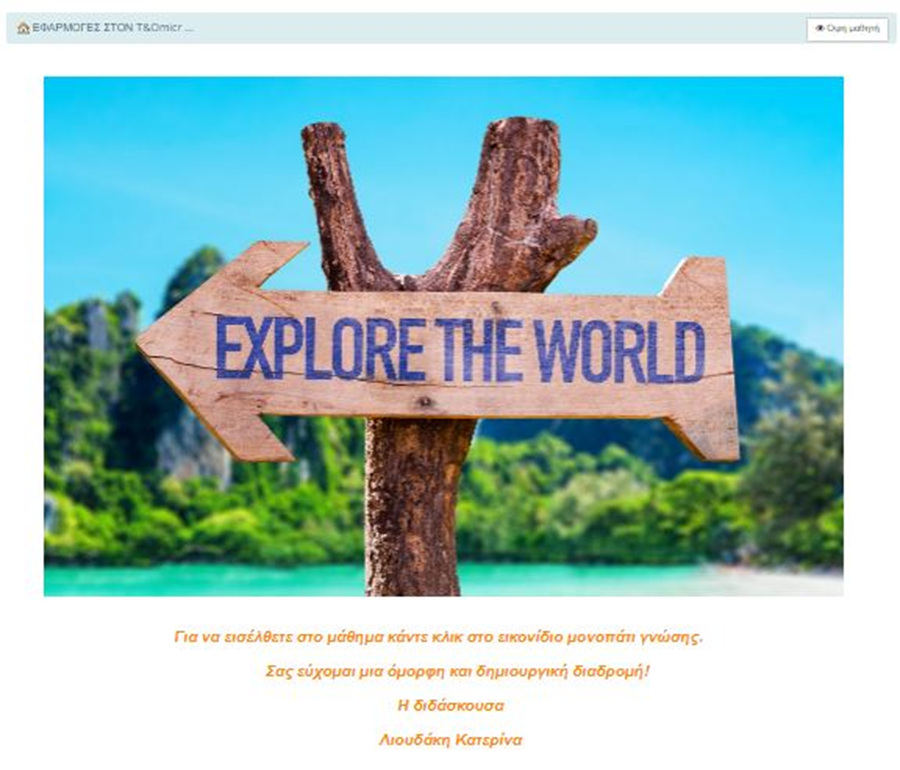 ΕΦΑΡΜΟΓΕΣ ΣΤΟΝ Τ&Omicr ...
Όψη μαθητή
EXPLORE THE WORLD
Για να εισέλθετε στο μάθημα κάντε κλικ στο εικονίδιο μονοπάτι γνώσης.
Σας εύχομαι μια όμορφη και δημιουργική διαδρομή!
Η διδάσκουσα
Λιουδάκη Κατερίνα